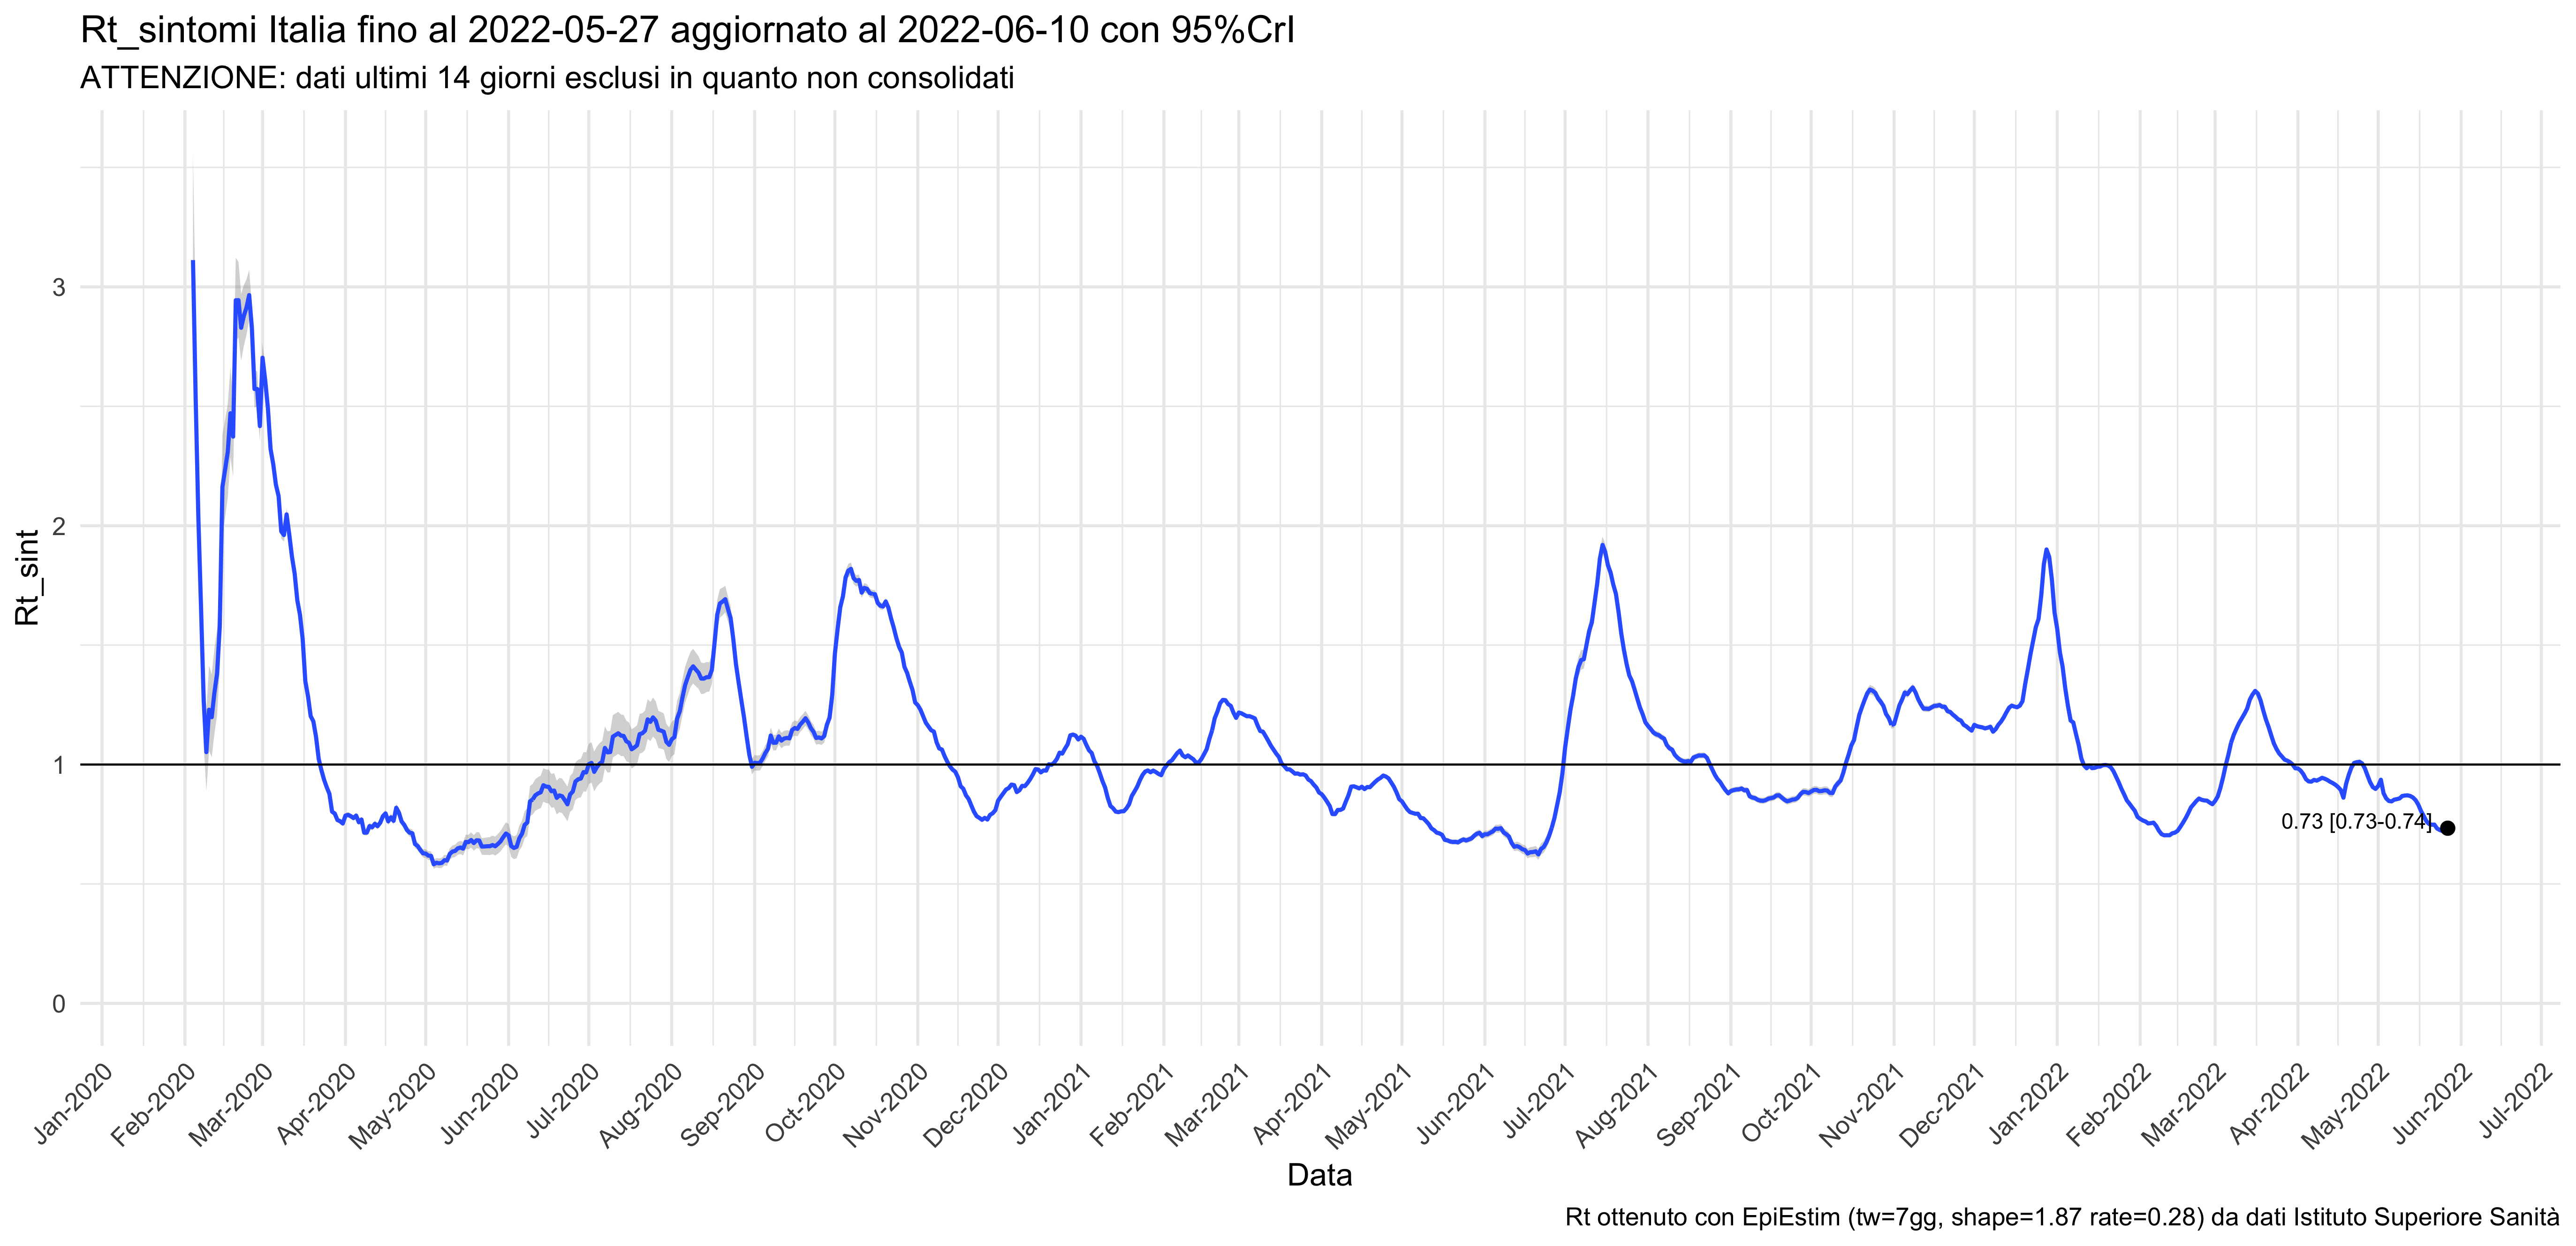 Rt_sintomi Italia fino al 2022-05-27 aggiornato al 2022-06-10 con 95%CrI
ATTENZIONE: dati ultimi 14 giorni esclusi in quanto non consolidati
Rt_sint
3
2
1
0
0.73 [0.73-0.74]
Jan-2020
Feb-2020
Mar-2020
Apr-2020
May-2020
Jun-2020
Jul-2020
Aug-2020
Sep-2020
Oct-2020
Nov-2020
Dec-2020
Jan-2021
Feb-2021
Mar-2021
Apr-2021
May-2021
Jun-2021
Jul-2021
Aug-2021
Sep-2021
Oct-2021
Nov-2021
Dec-2021
Jan-2022
Feb-2022
Mar-2022
Apr-2022
May-2022
Jun-2022
Jul-2022
Data
Rt ottenuto con EpiEstim (tw=7gg, shape=1.87 rate=0.28) da dati Istituto Superiore Sanità